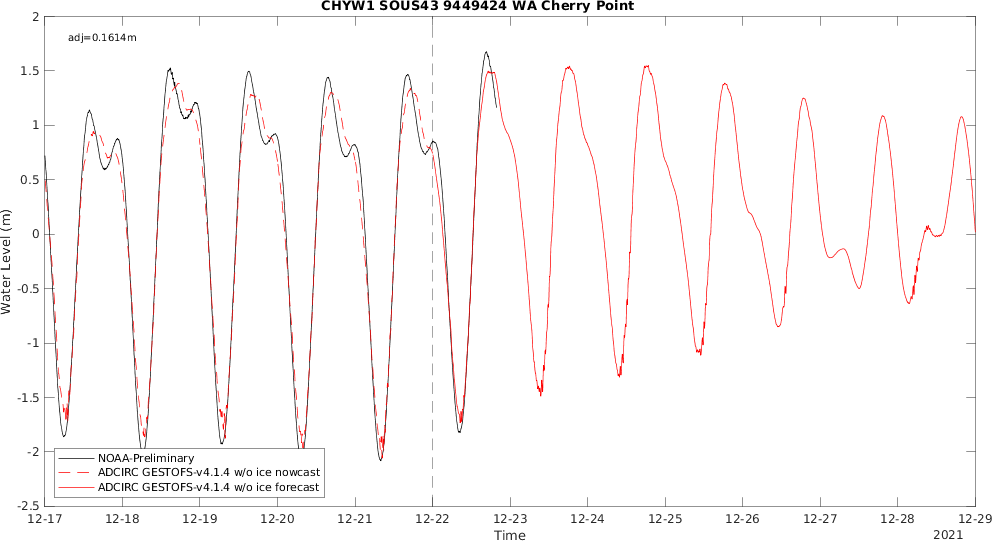 CHYW1 SOUS43 9449424 WA Cherry Point
adj=0.1614m
2
1.5
1
0.5
0
-0.5
-1
-1.5
-2
-2.5
Water Level (m)
NOAA-Preliminary
ADCIRC GESTOFS-v4.1.4 w/o ice nowcast
ADCIRC GESTOFS-v4.1.4 w/o ice forecast
12-17 12-18 12-19 12-20 12-21 12-22 12-23 12-24 12-25 12-26 12-27 12-28 12-29
Time
2021